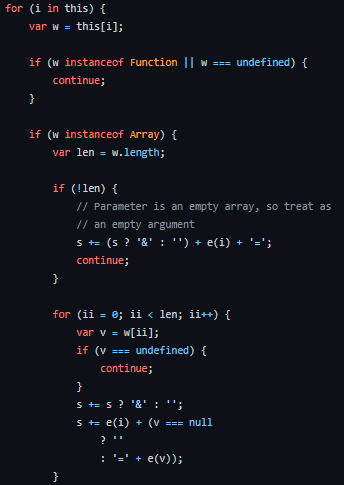 for (i in this) {
    var w = this[i];

    if (w instanceof Function || w === undefined) {
        continue;
    }

    if (w instanceof Array) {
        var len = w.length;

        if (!len) {
            // Parameter is an empty array, so treat as
            // an empty argument
            s += (s ? '&' : '') + e(i) + '=';
            continue;
        }

        for (ii = 0; ii < len; ii++) {
            var v = w[ii];
            if (v === undefined) {
                continue;
            }
            s += s ? '&' : '';
            s += e(i) + (v === null
                ? ''
                : '=' + e(v));
        }